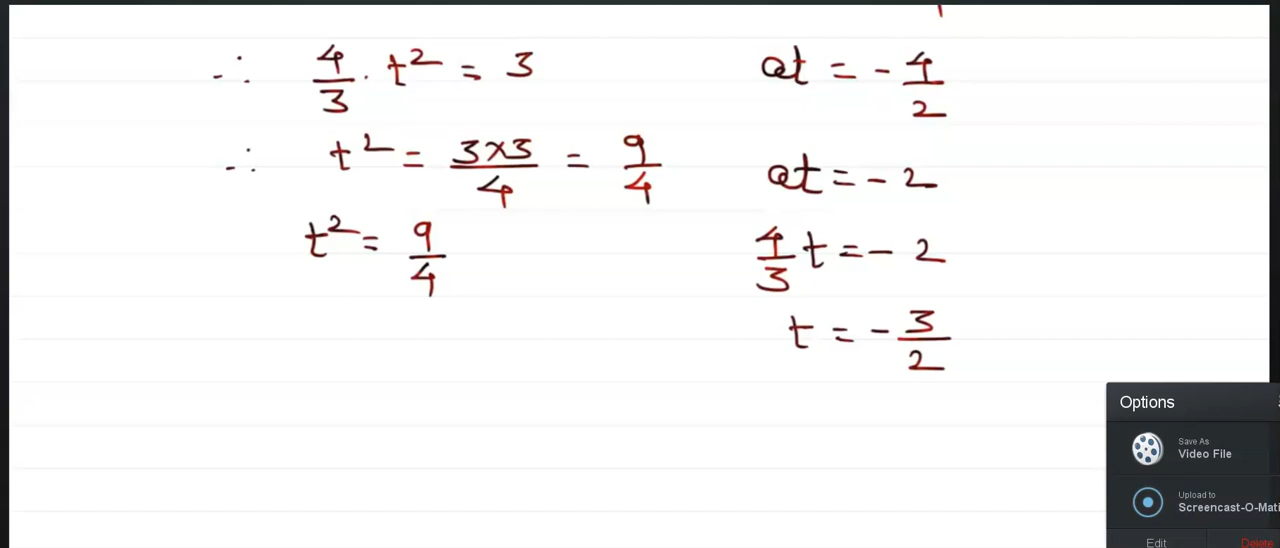 ∴ 4/3 · t² = 3
∴ t² = 3×3/4 = 9/4
t² = 9/4
at = - 4/2
at = - 2
4/3 t = - 2
t = - 3/2
Options
Save As
Video File
Upload to
Screencast-O-Mati
Edit
Delete